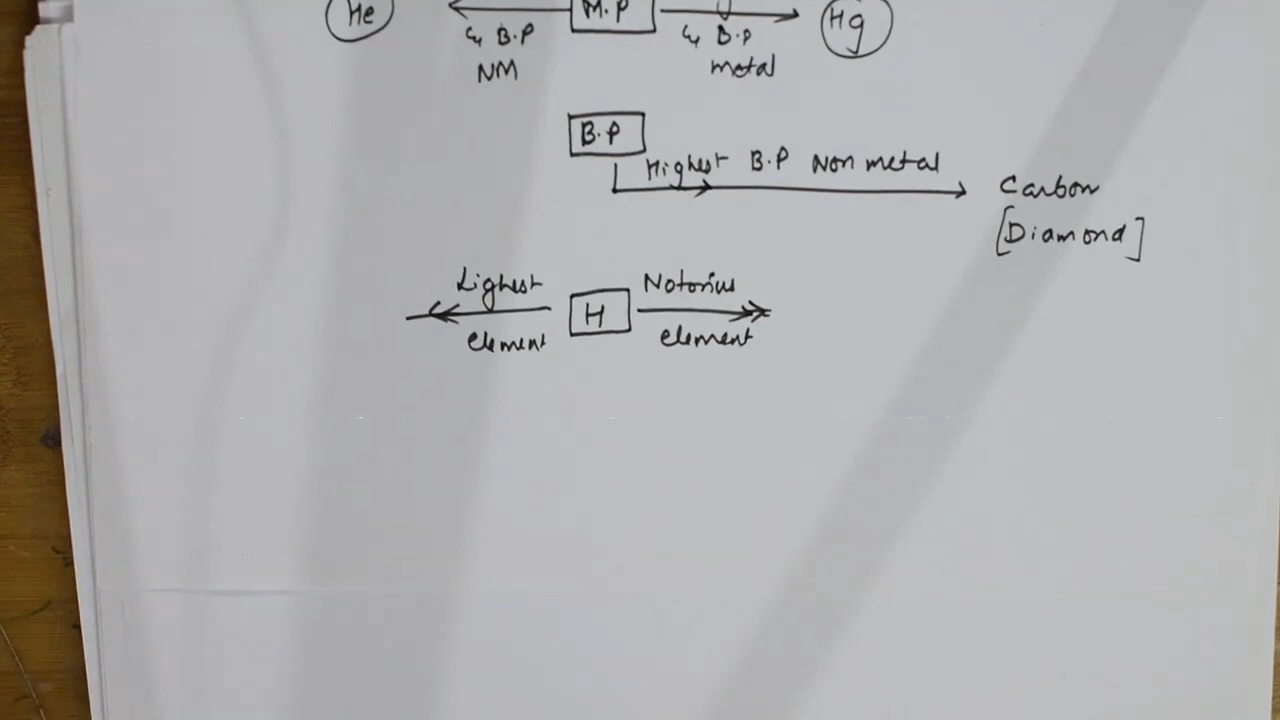 He M.P Hg
& B.P & B.P
NM metal
B.P
Highest B.P Non metal
Carbon
[Diamond]
Lighest H Notorius
element element